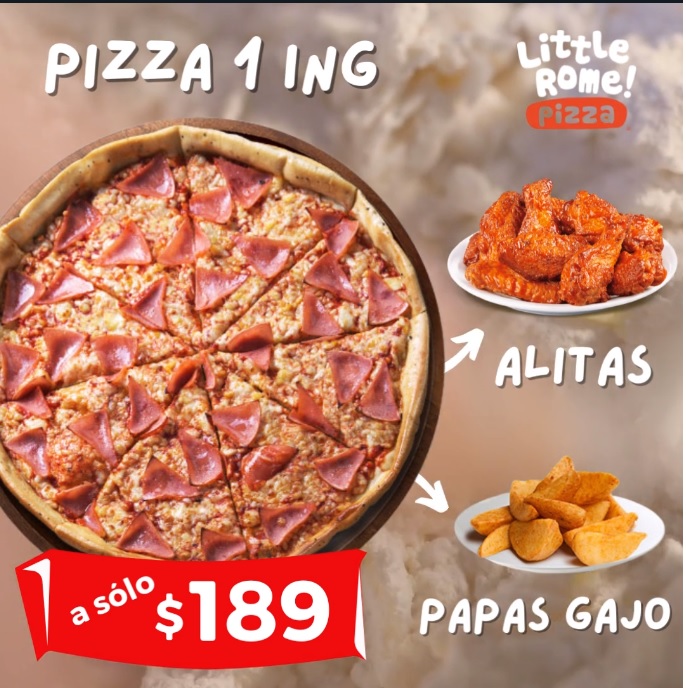 PIZZA 1 ING
Little
Rome!
Pizza
ALITAS
PAPAS GAJO
a sólo
$189